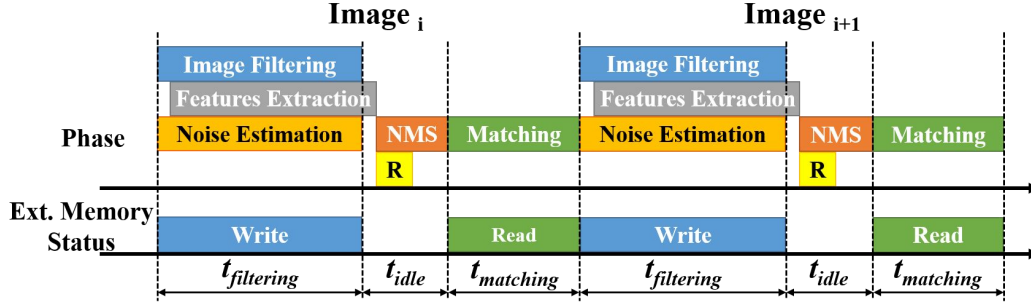 Image i Image i+1
Image Filtering Image Filtering
Features Extraction Features Extraction
Phase Noise Estimation NMS Matching Noise Estimation NMS Matching
R R
Ext. Memory
Status Write Read Write Read
t filtering t idle t matching t filtering t idle t matching